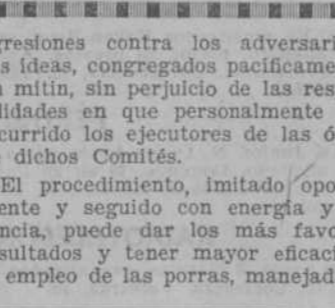 gresiones contra los adversari
s ideas, congregados pacíficame
mitin, sin perjuicio de las res
lidades en que personalmente
currido los ejecutores de las ó
dichos Comités.
El procedimiento, imitado opo
ente y seguido con energía y
ncia, puede dar los más favo
sultados y tener mayor eficaci
empleo de las porras, manejad